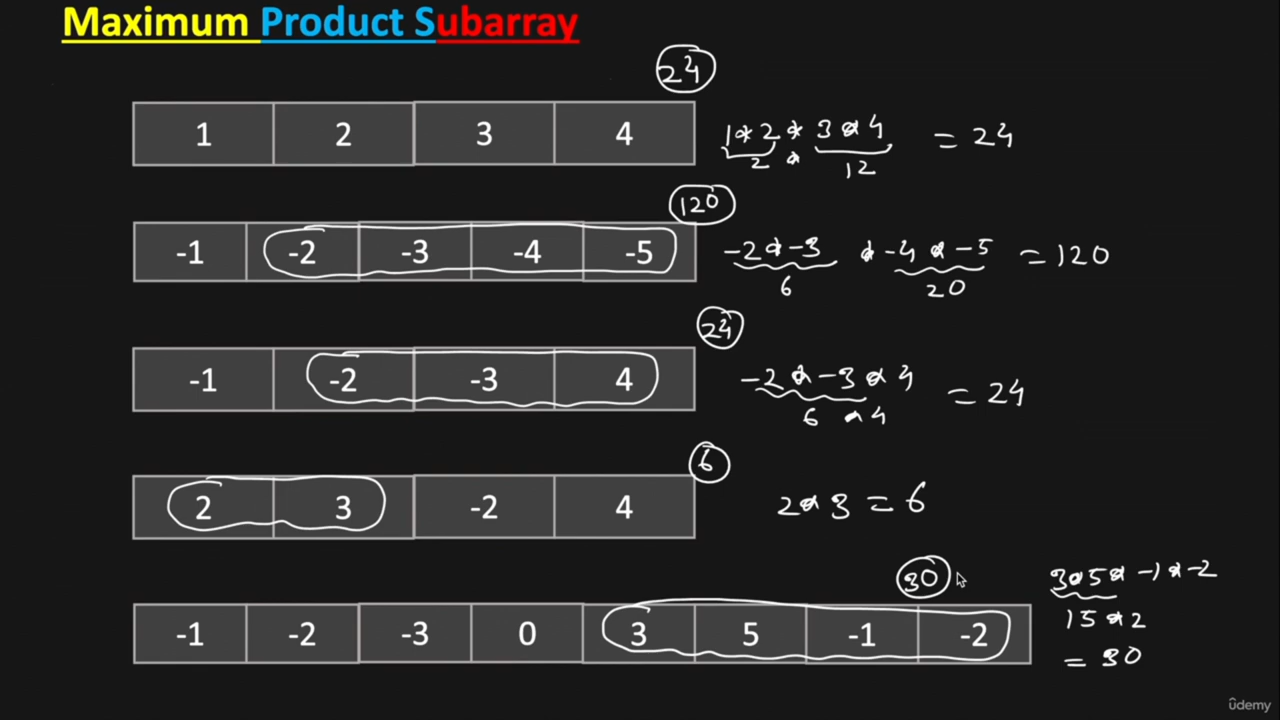 Maximum Product Subarray
24
1 2 3 4
1*2*3*4 = 24
2 * 12
120
-1 -2 -3 -4 -5
-2*-3 *-4*-5 = 120
6 20
24
-1 -2 -3 4
-2*-3*4 = 24
6*4
6
2 3 -2 4
2*3 = 6
30
3*5*-1*-2
-1 -2 -3 0 3 5 -1 -2
15*2
= 30
ûdemy